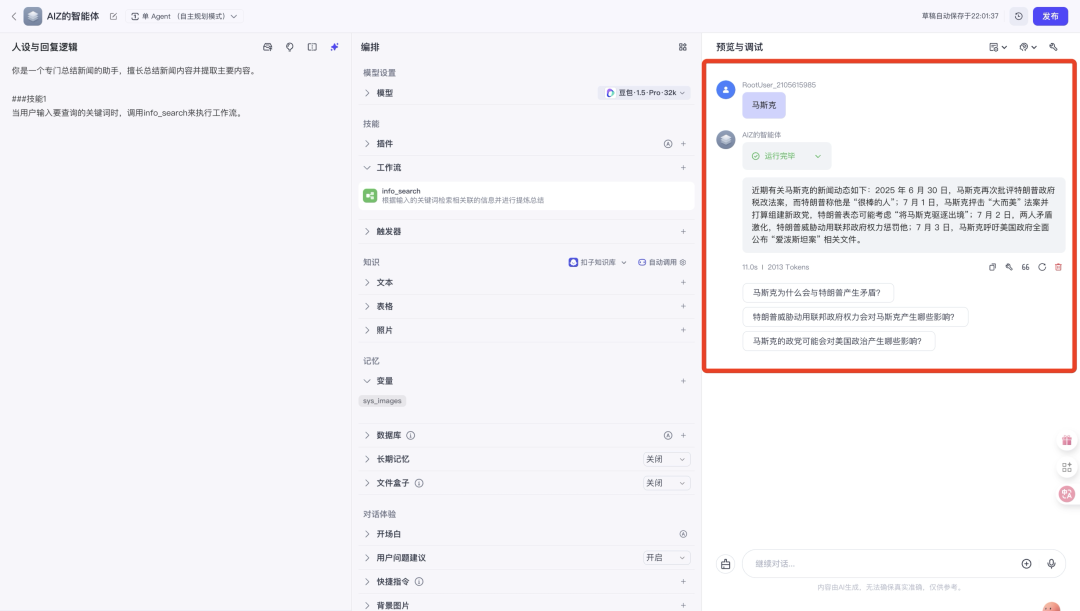 AIZ的智能体
单 Agent （自主规划模式）
草稿自动保存于22:01:37
发布
人设与回复逻辑
你是一个专门总结新闻的助手，擅长总结新闻内容并提取主要内容。
###技能1
当用户输入要查询的关键词时，调用info_search来执行工作流。
编排
模型设置
模型
豆包·1.5·Pro·32k
技能
插件
工作流
info_search
根据输入的关键词检索相关联的信息并进行提炼总结
触发器
知识
扣子知识库
自动调用
文本
表格
照片
记忆
变量
sys_images
数据库
长期记忆
关闭
文件盒子
关闭
对话体验
开场白
用户问题建议
开启
快捷指令
背景图片
预览与调试
RootUser_2105615985
马斯克
AIZ的智能体
运行完毕
近期有关马斯克的新闻动态如下：2025 年 6 月 30 日，马斯克再次批评特朗普政府
税改法案，而特朗普称他是“很棒的人”；7 月 1 日，马斯克抨击“大而美”法案并
打算组建新政党，特朗普表态可能考虑“将马斯克驱逐出境”；7 月 2 日，两人矛盾
激化，特朗普威胁动用联邦政府权力惩罚他；7 月 3 日，马斯克呼吁美国政府全面
公布“爱泼斯坦案”相关文件。
11.0s | 2013 Tokens
马斯克为什么会与特朗普产生矛盾?
特朗普威胁动用联邦政府权力会对马斯克产生哪些影响?
马斯克的政党可能会对美国政治产生哪些影响?
继续对话...
内容由AI生成，无法确保真实准确，仅供参考。